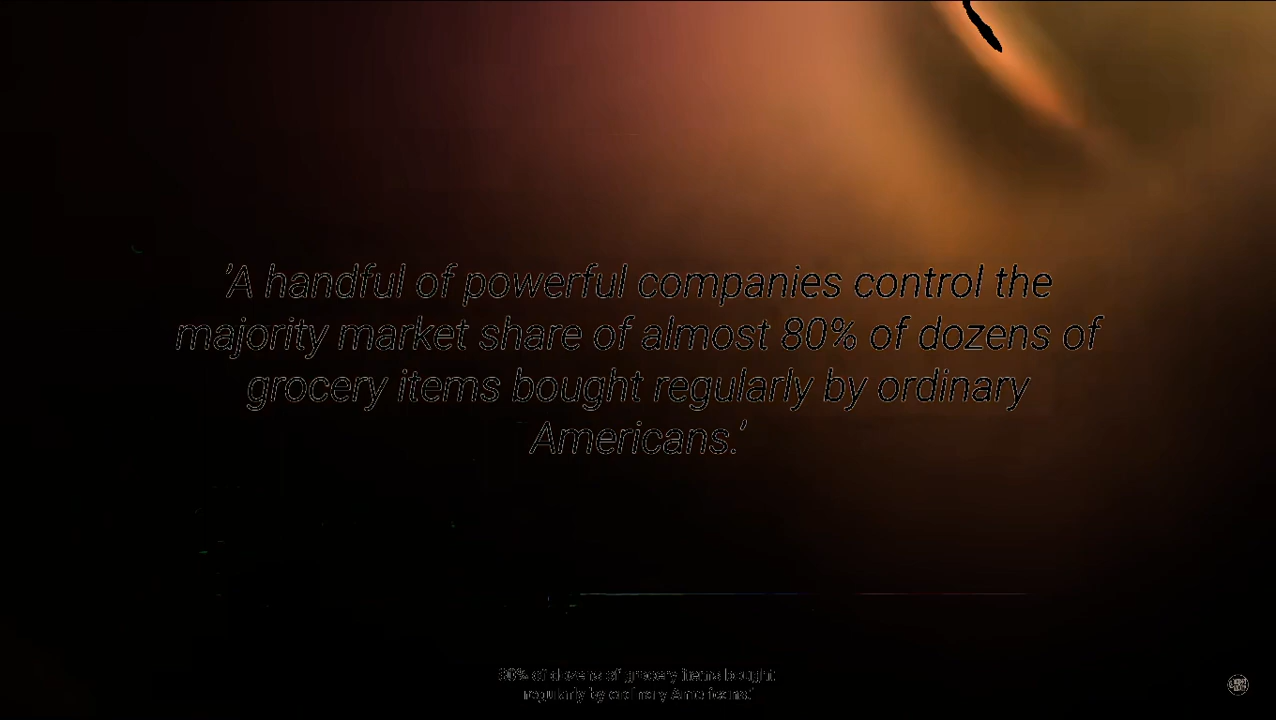 'A handful of powerful companies control the
majority market share of almost 80% of dozens of
grocery items bought regularly by ordinary
Americans.'
80% of dozens of grocery items bought
regularly by ordinary Americans.'